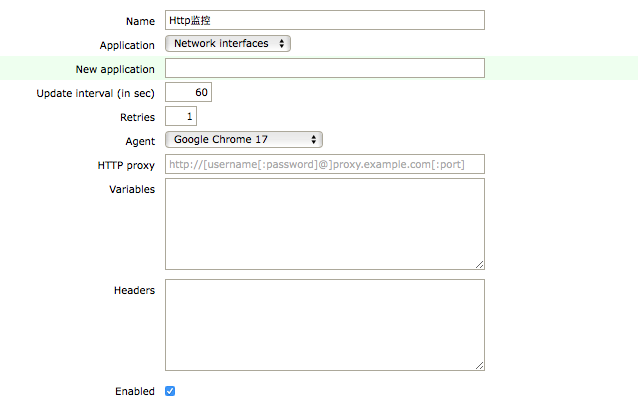 Name Http监控
Application Network interfaces
New application
Update interval (in sec) 60
Retries 1
Agent Google Chrome 17
HTTP proxy http://[username[:password]@]proxy.example.com[:port]
Variables
Headers
Enabled